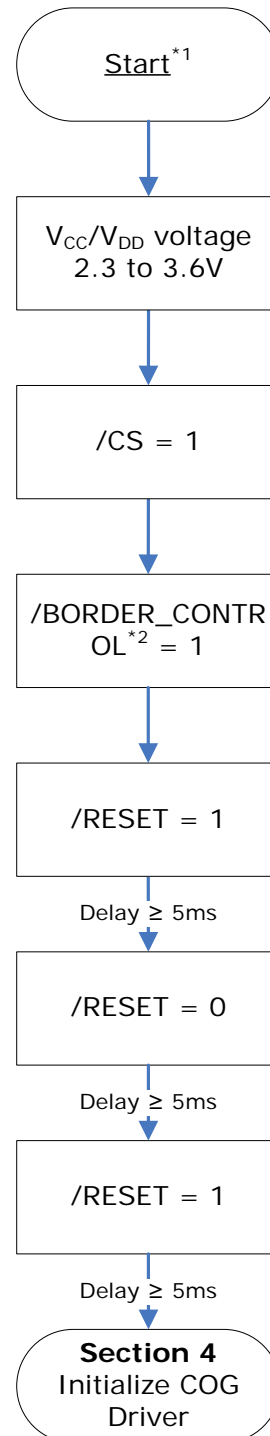 Start*1
VCC/VDD voltage
2.3 to 3.6V
/CS = 1
/BORDER_CONTR
OL*2 = 1
/RESET = 1
Delay ≥ 5ms
/RESET = 0
Delay ≥ 5ms
/RESET = 1
Delay ≥ 5ms
Section 4
Initialize COG
Driver